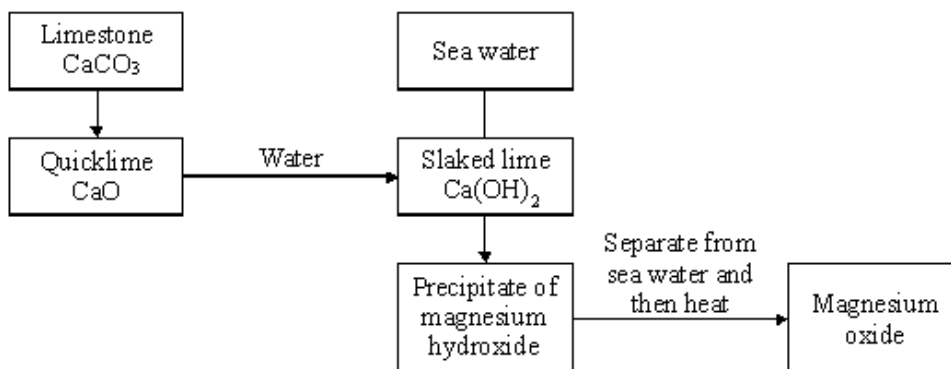 Limestone
CaCO₃
Sea water
Quicklime
CaO
Water
Slaked lime
Ca(OH)₂
Precipitate of
magnesium
hydroxide
Separate from
sea water and
then heat
Magnesium
oxide